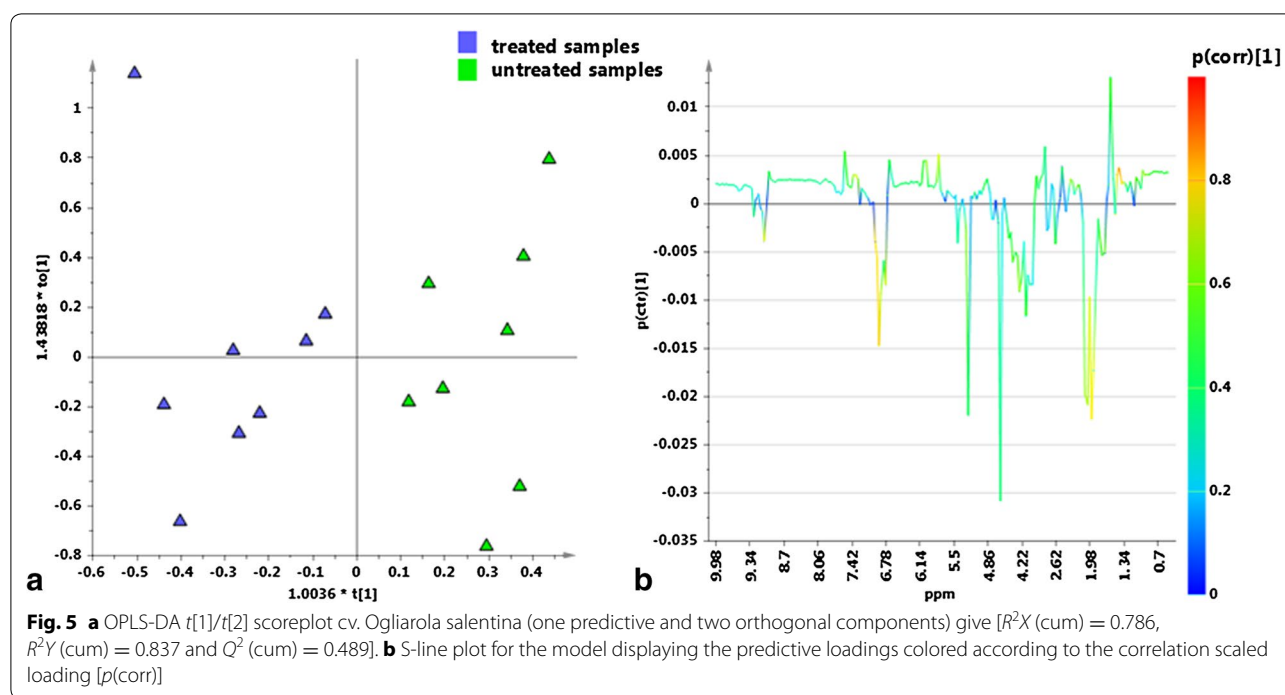 treated samples
untreated samples
1
0.8
0.6
0.4
0.2
0
-0.2
-0.4
-0.6
-0.8
1.43818 * to[1]
-0.6 -0.5 -0.4 -0.3 -0.2 -0.1 0 0.1 0.2 0.3 0.4
1.0036 * t[1]
a
p(corr)[1]
0.01
0.005
0
-0.005
-0.01
-0.015
-0.02
-0.025
-0.03
-0.035
p(ctr)[1]
9.98 9.34 8.7 8.06 7.42 6.78 6.14 5.5 4.86 4.22 2.62 1.98 1.34 0.7
ppm
0.8
0.6
0.4
0.2
0
b
Fig. 5 a OPLS-DA t[1]/t[2] scoreplot cv. Ogliarola salentina (one predictive and two orthogonal components) give [R²X (cum) = 0.786,
R²Y (cum) = 0.837 and Q² (cum) = 0.489]. b S-line plot for the model displaying the predictive loadings colored according to the correlation scaled
loading [p(corr)]